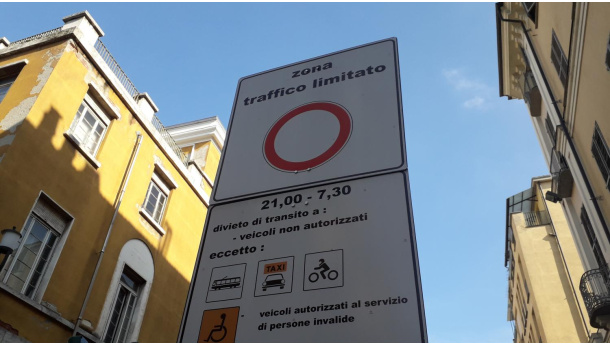 zona
traffico limitato
21,00 - 7,30
divieto di transito a :
- veicoli non autorizzati
eccetto :
TAXI
veicoli autorizzati al servizio
di persone invalide